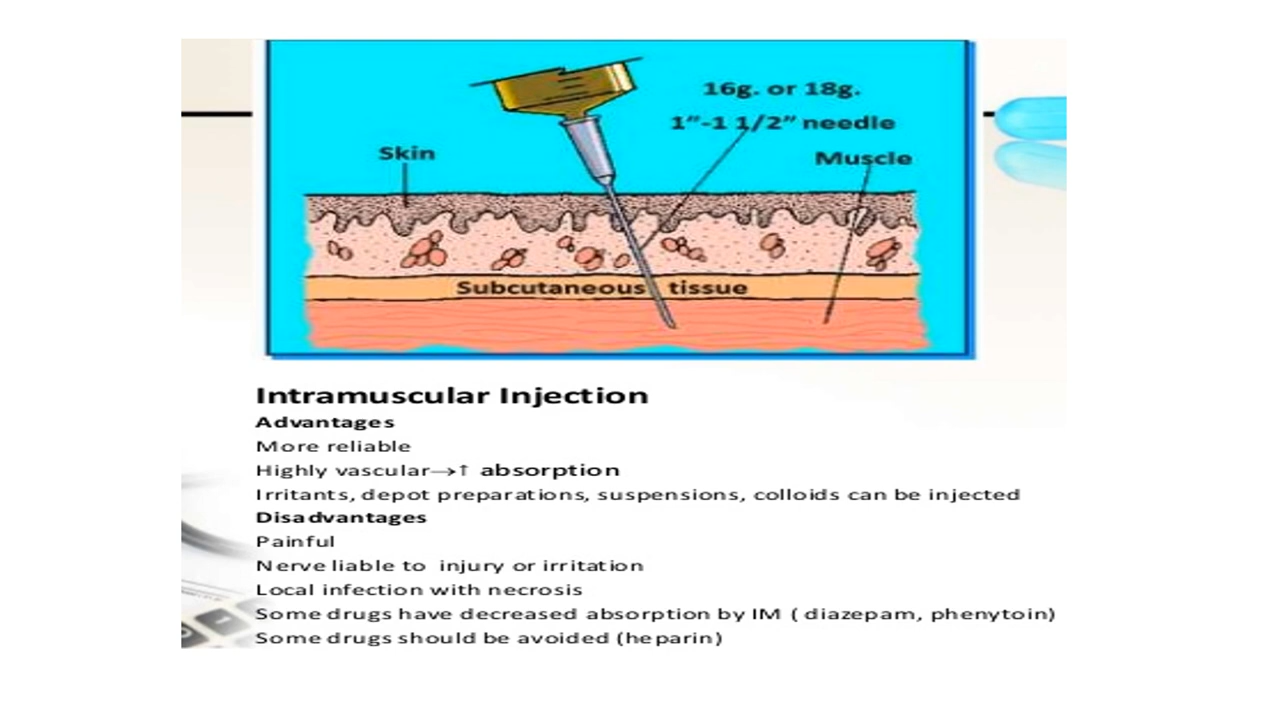 16g. or 18g.
1”-1 1/2” needle
Skin
Muscle
Subcutaneous tissue
Intramuscular Injection
Advantages
More reliable
Highly vascular→↑ absorption
Irritants, depot preparations, suspensions, colloids can be injected
Disadvantages
Painful
Nerve liable to injury or irritation
Local infection with necrosis
Some drugs have decreased absorption by IM ( diazepam, phenytoin)
Some drugs should be avoided (heparin)